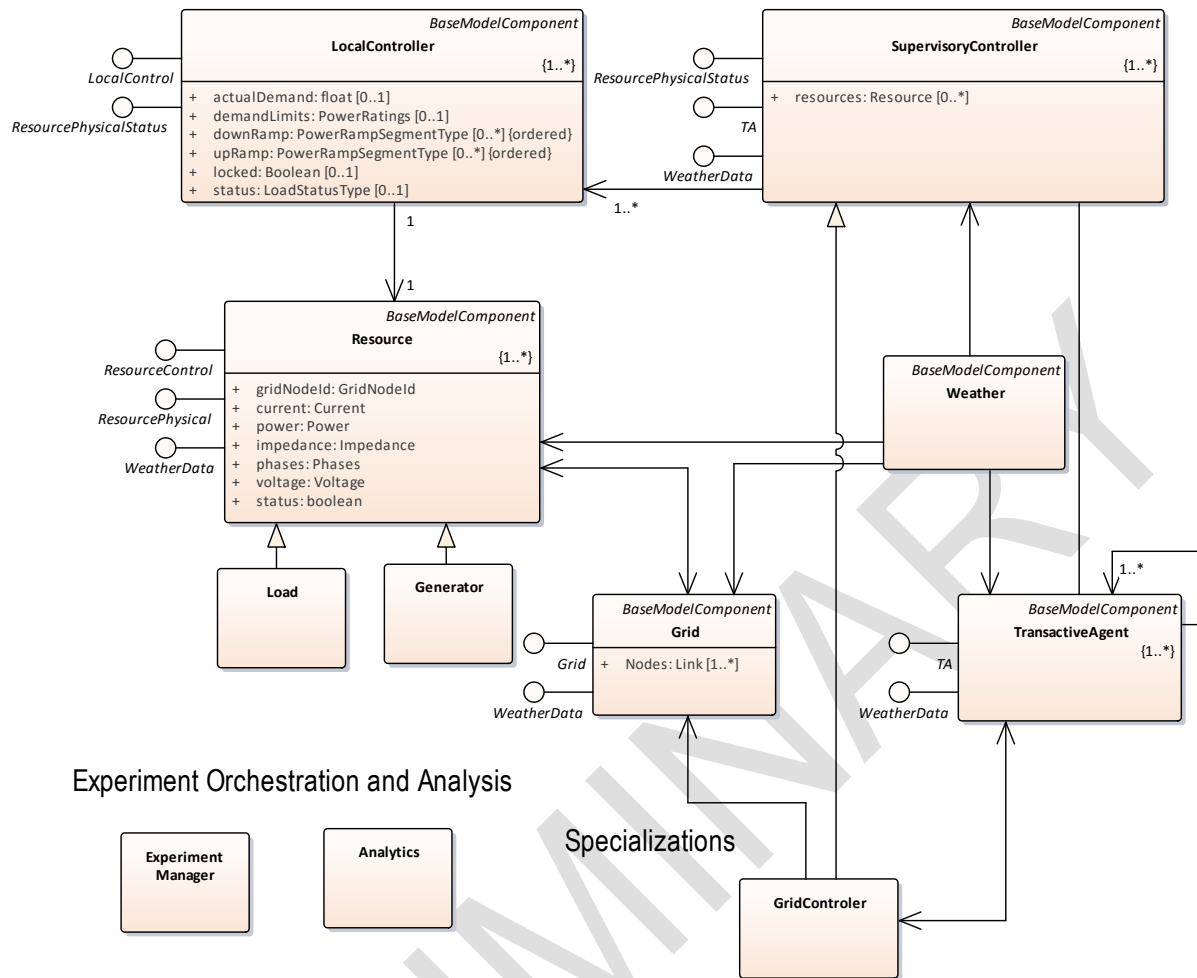 BaseModelComponent
LocalController
{1..*}
LocalControl
ResourcePhysicalStatus
+ actualDemand: float [0..1]
+ demandLimits: PowerRatings [0..1]
+ downRamp: PowerRampSegmentType [0..*] {ordered}
+ upRamp: PowerRampSegmentType [0..*] {ordered}
+ locked: Boolean [0..1]
+ status: LoadStatusType [0..1]
BaseModelComponent
SupervisoryController
{1..*}
ResourcePhysicalStatus
TA
WeatherData
+ resources: Resource [0..*]
1..*
1
1
BaseModelComponent
Resource
{1..*}
ResourceControl
ResourcePhysical
WeatherData
+ gridNodeId: GridNodeId
+ current: Current
+ power: Power
+ impedance: Impedance
+ phases: Phases
+ voltage: Voltage
+ status: boolean
BaseModelComponent
Weather
Load
Generator
BaseModelComponent
Grid
Grid
WeatherData
+ Nodes: Link [1..*]
1..*
BaseModelComponent
TransactiveAgent
{1..*}
TA
WeatherData
Experiment Orchestration and Analysis
Experiment
Manager
Analytics
Specializations
GridControler
MINARY